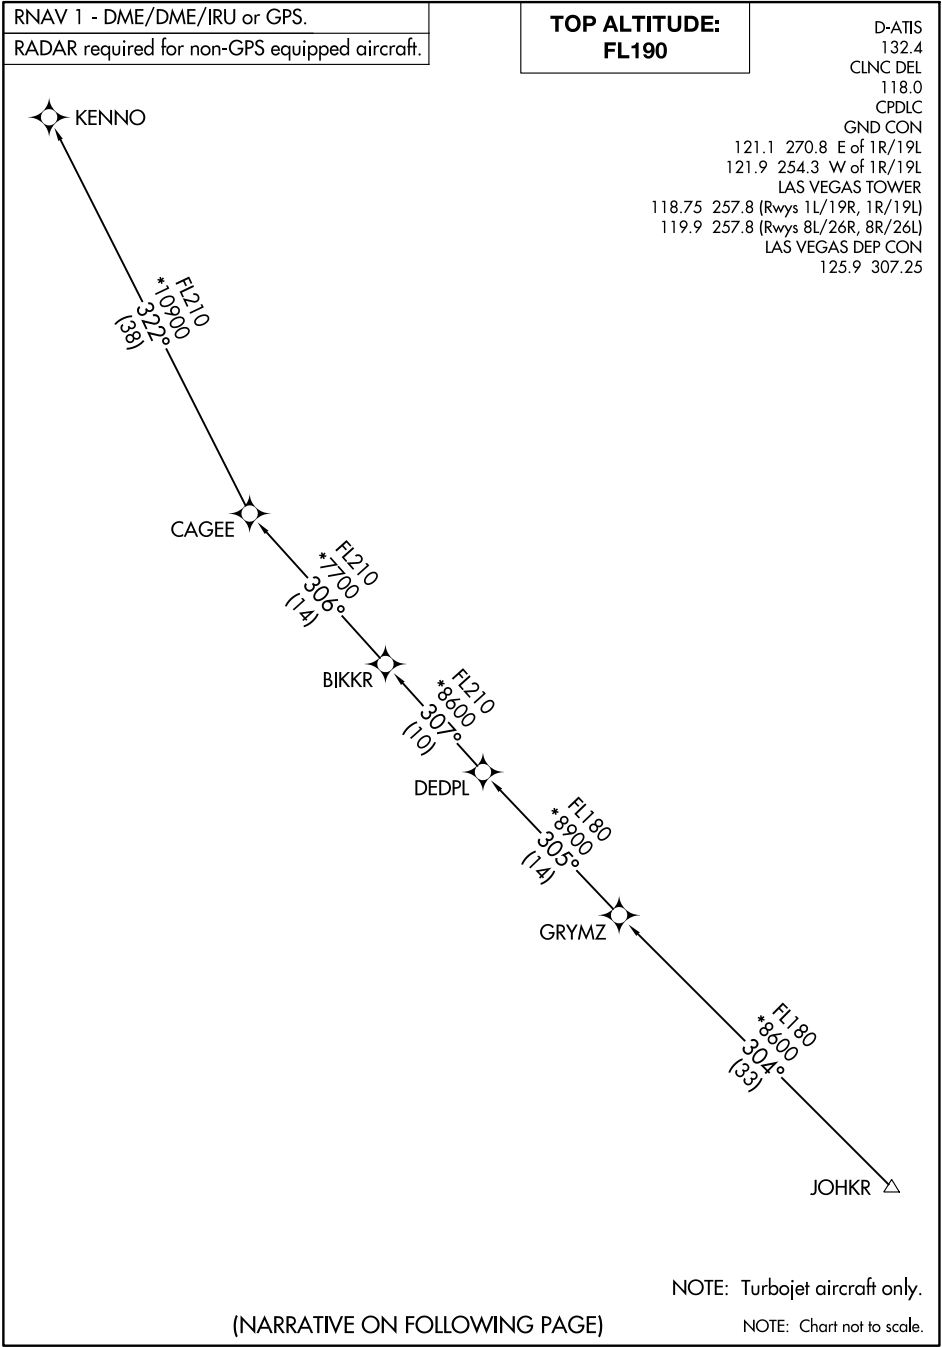 RNAV 1 - DME/DME/IRU or GPS.
RADAR required for non-GPS equipped aircraft.
TOP ALTITUDE:
FL190
D-ATIS
132.4
CLNC DEL
118.0
CPDLC
GND CON
121.1 270.8 E of 1R/19L
121.9 254.3 W of 1R/19L
LAS VEGAS TOWER
118.75 257.8 (Rwys 1L/19R, 1R/19L)
119.9 257.8 (Rwys 8L/26R, 8R/26L)
LAS VEGAS DEP CON
125.9 307.25
KENNO
FL210
*10900
322°
(38)
CAGEE
FL210
*7700
306°
(14)
BIKKR
FL210
*8600
307°
(10)
DEDPL
FL180
*8900
305°
(14)
GRYMZ
FL180
*8600
304°
(33)
JOHKR
NOTE: Turbojet aircraft only.
(NARRATIVE ON FOLLOWING PAGE)
NOTE: Chart not to scale.